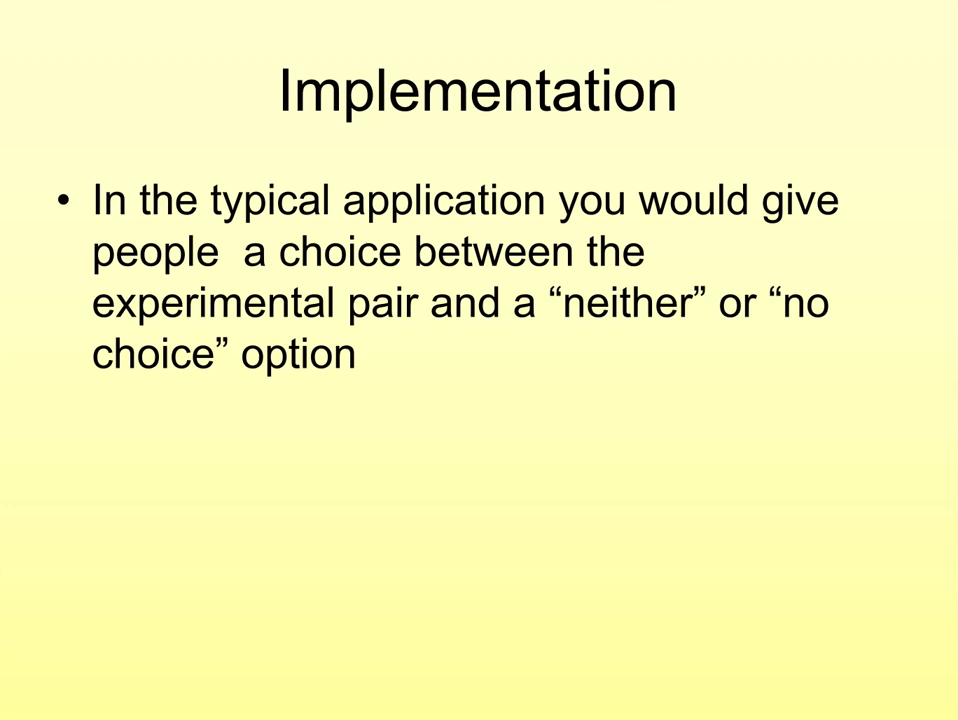 Implementation
• In the typical application you would give
people  a choice between the
experimental pair and a “neither” or “no
choice” option